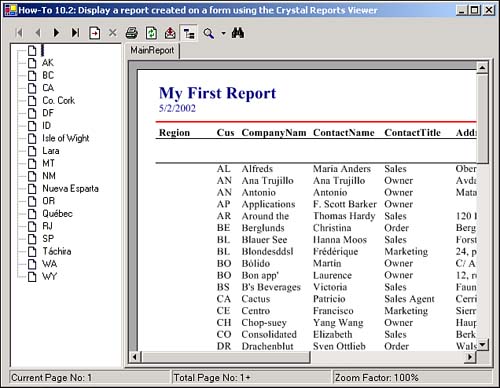 How-To 10.2: Display a report created on a form using the Crystal Reports Viewer
AK
BC
CA
Co. Cork
DF
ID
Isle of Wight
Lara
MT
NM
Nueva Esparta
OR
Québec
RJ
SP
Táchira
WA
WY
MainReport
My First Report
5/2/2002
Region Cus CompanyNam ContactName ContactTitle Addr
AL Alfreds Maria Anders Sales Ober
AN Ana Trujillo Ana Trujillo Owner Avda
AN Antonio Antonio Owner Mata
AP Applications F. Scott Barker Owner
AR Around the Thomas Hardy Sales 120 H
BE Berglunds Christina Order Berg
BL Blauer See Hanna Moos Sales Forst
BL Blondesddsl Frédérique Marketing 24, p
BO Bólido Martín Owner C/ A
BO Bon app' Laurence Owner 12, r
BS B's Beverages Victoria Sales Faun
CA Cactus Patricio Sales Agent Cerri
CE Centro Francisco Marketing Sierr
CH Chop-suey Yang Wang Owner Haup
CO Consolidated Elizabeth Sales Berk
DR Drachenblut Sven Ottlieb Order Wals
Current Page No: 1 Total Page No: 1+ Zoom Factor: 100%